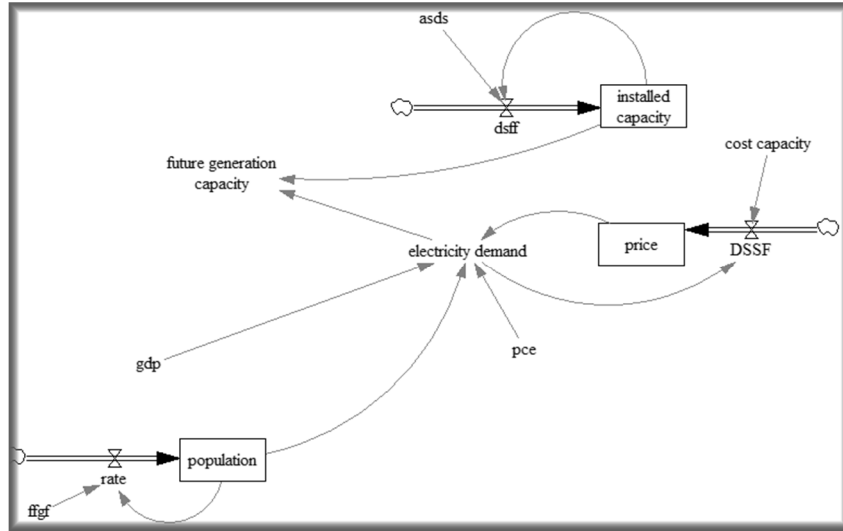 asds
installed
capacity
dsff
cost capacity
future generation
capacity
price
electricity demand
DSSF
gdp
pce
population
rate
ffgf